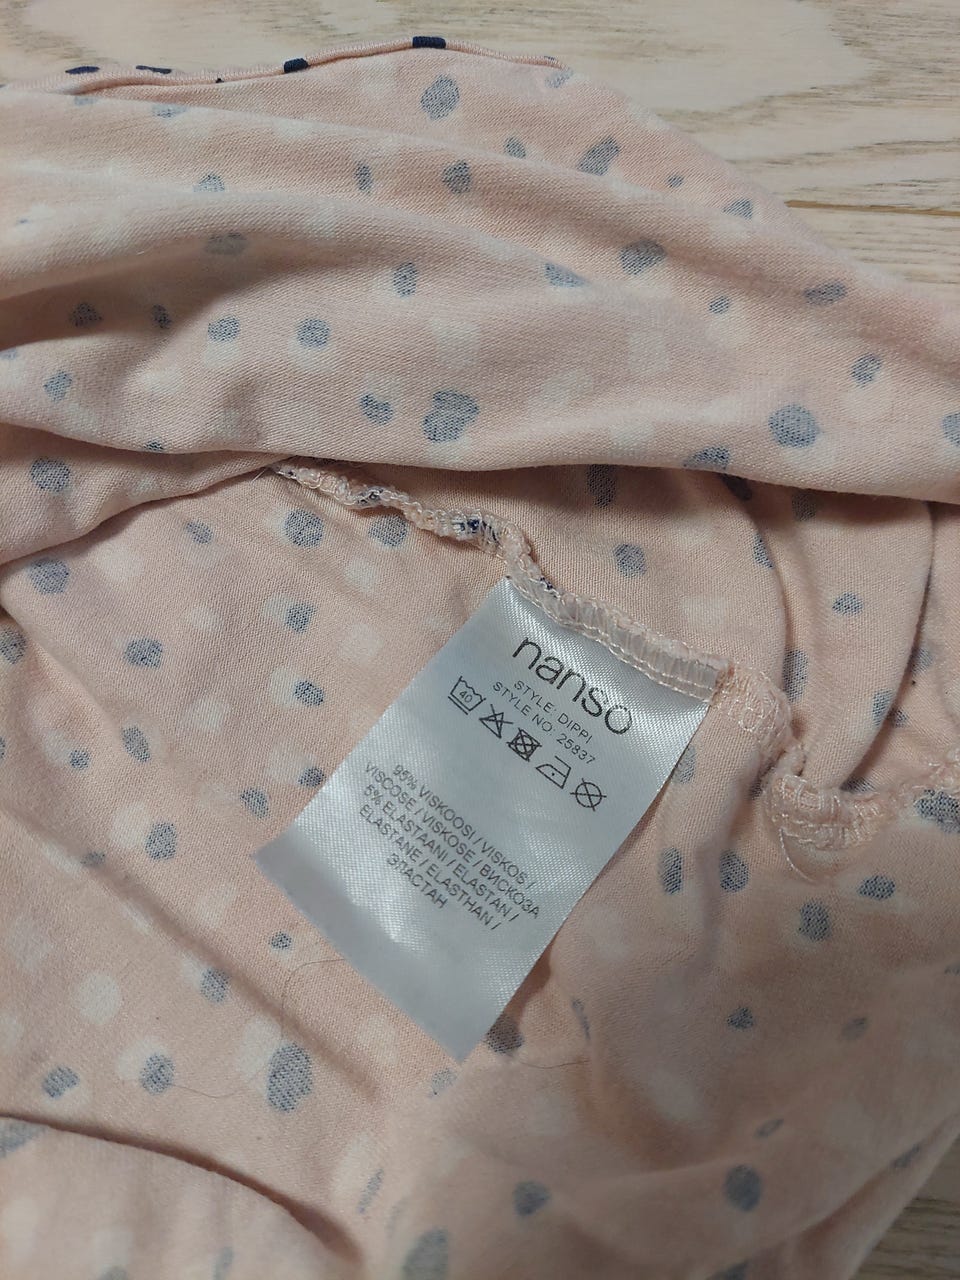 nanso
STYLE: DIPPI
STYLE NO: 25837
40
95% VISKOOSI / VISKOS /
VISCOSE / VISKOSE / ВИСКОЗА
5% ELASTAANI / ELASTAN /
ELASTANE / ELASTHAN /
ЭЛАСТАН